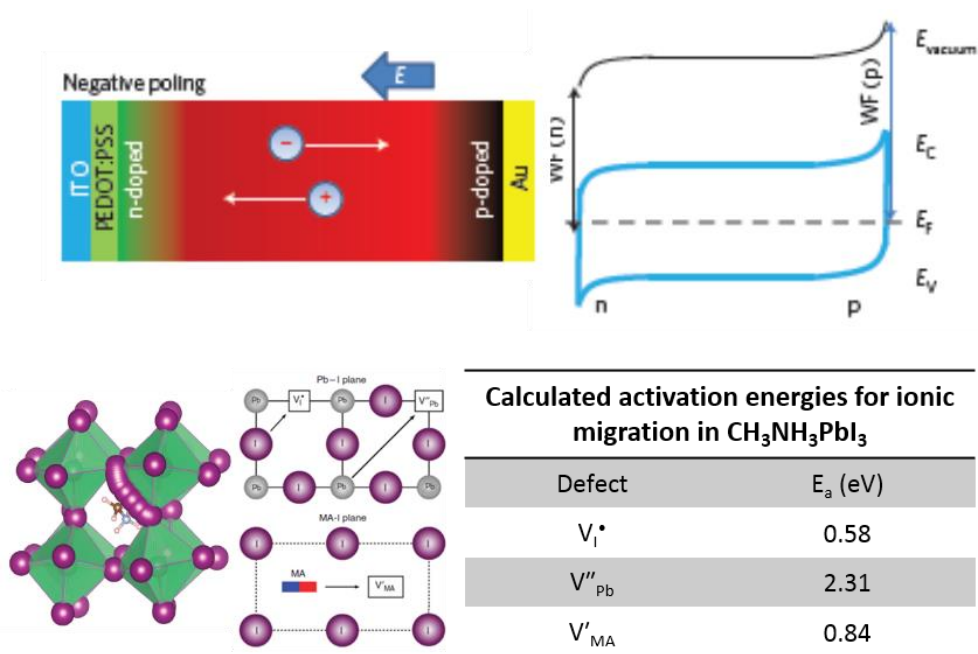 Negative poling
E
ITO
PEDOT:PSS
n-doped
−
+
p-doped
Au
E vacuum
WF (n)
WF (p)
E_C
E_F
E_V
n
p
Pb–I plane
Pb V_I^• Pb I V″_Pb
I I I
Pb I Pb I Pb
MA-I plane
I I I
MA V′_MA
I I I
Calculated activation energies for ionic
migration in CH₃NH₃PbI₃
Defect E_a (eV)
V_I^• 0.58
V″_Pb 2.31
V′_MA 0.84